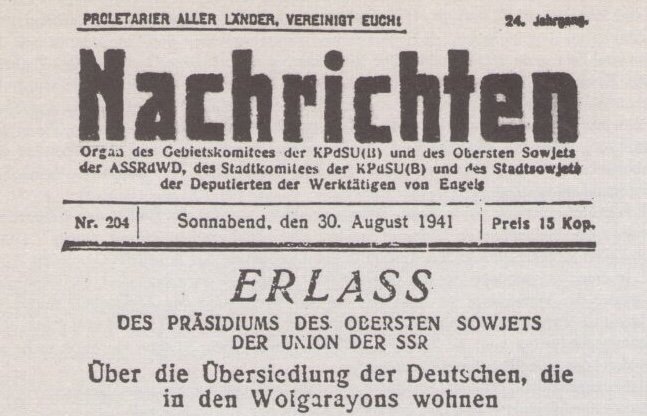 PROLETARIER ALLER LÄNDER, VEREINIGT EUCH!
24. Jahrgang.
Nachrichten
Organ des Gebietskomitees der KPdSU(B) und des Obersten Sowjets
der ASSRdWD, des Stadtkomitees der KPdSU(B) und des Stadtsowjets
der Deputierten der Werktätigen von Engels
Nr. 204
Sonnabend, den 30. August 1941
Preis 15 Kop.
ERLASS
DES PRÄSIDIUMS DES OBERSTEN SOWJETS
DER UNION DER SSR
Über die Übersiedlung der Deutschen, die
in den Wolgarayons wohnen